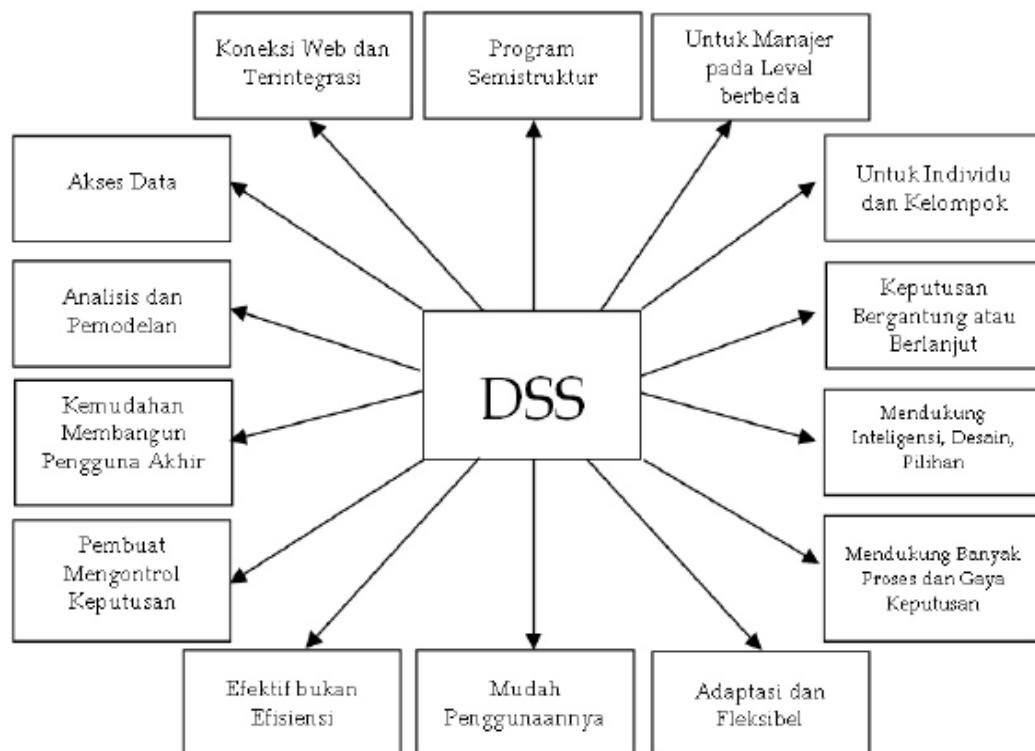 Koneksi Web dan
Terintegrasi
Program
Semistruktur
Untuk Manajer
pada Level
berbeda
Akses Data
Untuk Individu
dan Kelompok
Analisis dan
Pemodelan
Keputusan
Bergantung atau
Berlanjut
DSS
Kemudahan
Membangun
Pengguna Akhir
Mendukung
Inteligensi, Desain,
Pilihan
Pembuat
Mengontrol
Keputusan
Mendukung Banyak
Proses dan Gaya
Keputusan
Efektif bukan
Efisiensi
Mudah
Penggunaannya
Adaptasi dan
Fleksibel